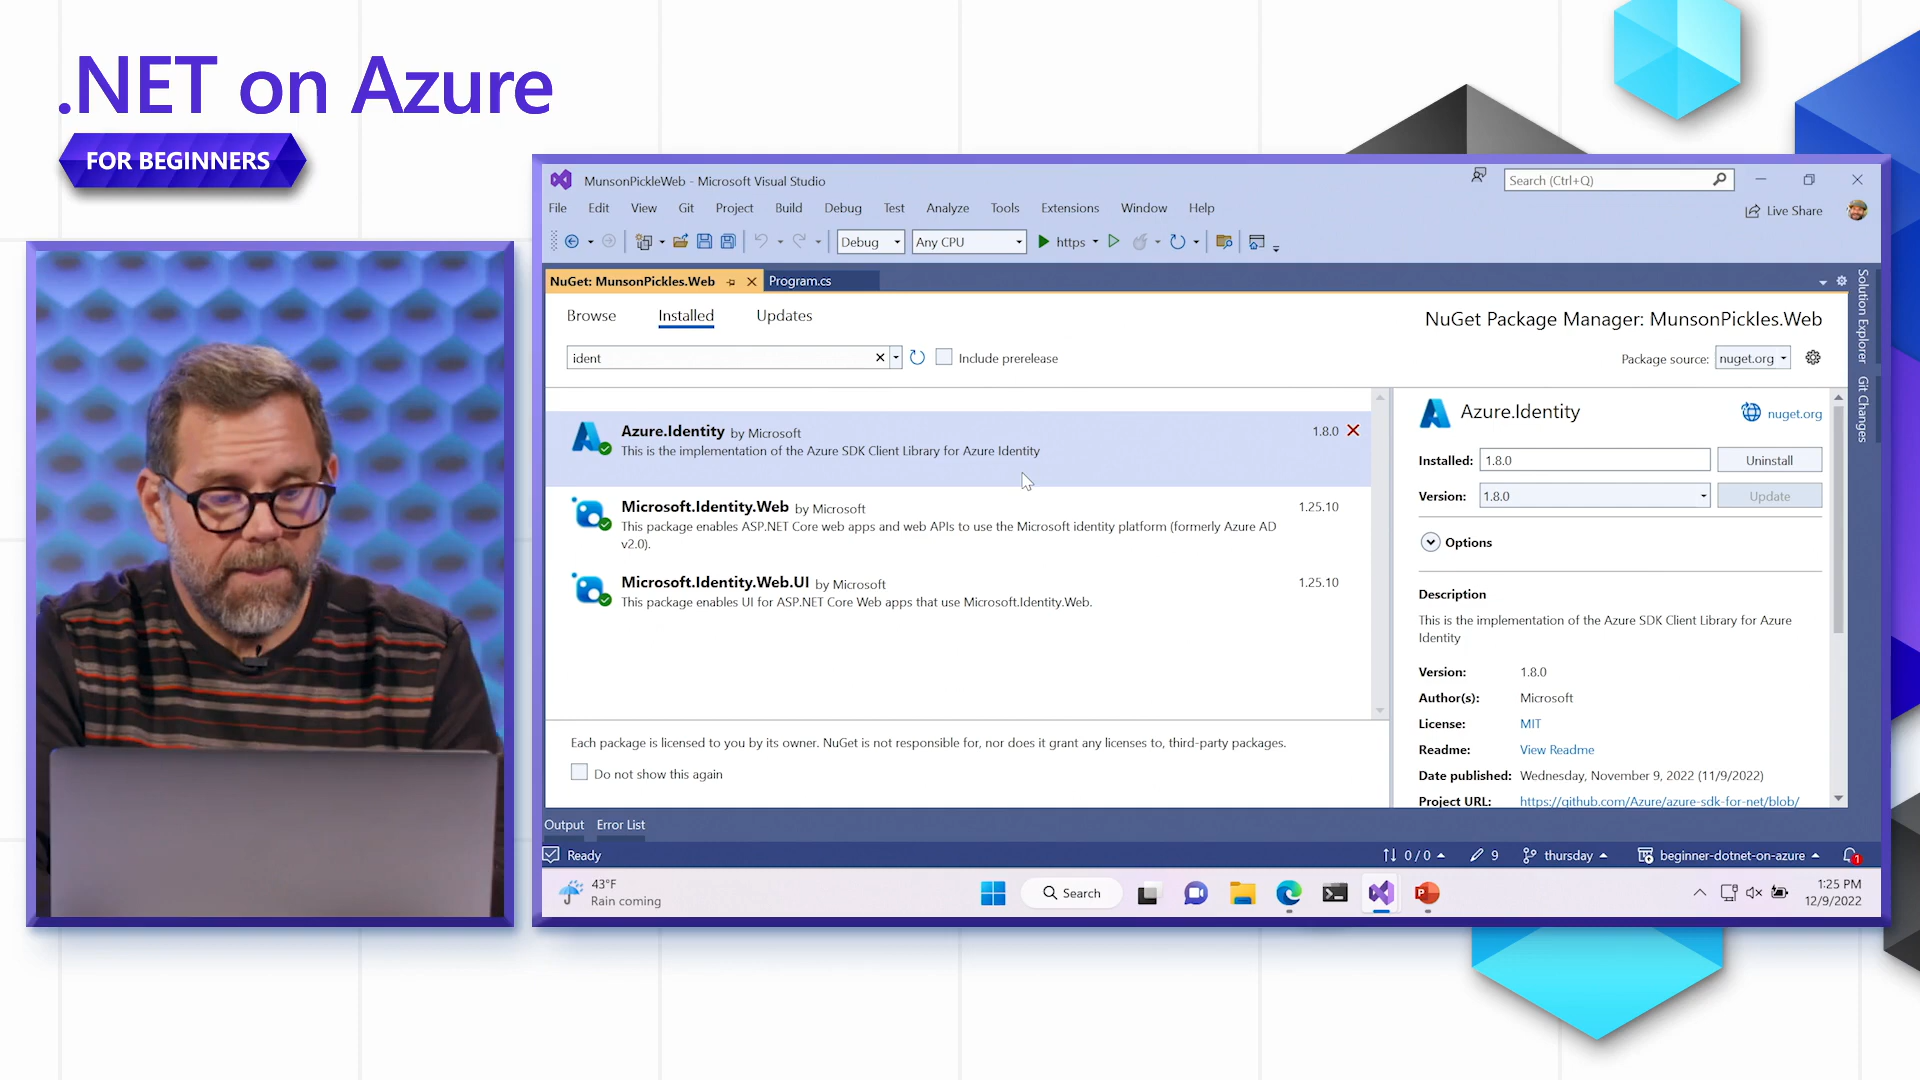 .NET on Azure
FOR BEGINNERS
MunsonPickleWeb - Microsoft Visual Studio
Search (Ctrl+Q)
File Edit View Git Project Build Debug Test Analyze Tools Extensions Window Help
Live Share
Debug
Any CPU
https
NuGet: MunsonPickles.Web
Program.cs
Solution Explorer
Git Changes
Browse Installed Updates
NuGet Package Manager: MunsonPickles.Web
ident
Include prerelease
Package source: nuget.org
Azure.Identity by Microsoft
1.8.0
This is the implementation of the Azure SDK Client Library for Azure Identity
Microsoft.Identity.Web by Microsoft
1.25.10
This package enables ASP.NET Core web apps and web APIs to use the Microsoft identity platform (formerly Azure AD
v2.0).
Microsoft.Identity.Web.UI by Microsoft
1.25.10
This package enables UI for ASP.NET Core Web apps that use Microsoft.Identity.Web.
Each package is licensed to you by its owner. NuGet is not responsible for, nor does it grant any licenses to, third-party packages.
Do not show this again
Azure.Identity
nuget.org
Installed: 1.8.0 Uninstall
Version: 1.8.0 Update
Options
Description
This is the implementation of the Azure SDK Client Library for Azure
Identity
Version: 1.8.0
Author(s): Microsoft
License: MIT
Readme: View Readme
Date published: Wednesday, November 9, 2022 (11/9/2022)
Project URL: https://github.com/Azure/azure-sdk-for-net/blob/
Output Error List
Ready
0 / 0
9
thursday
beginner-dotnet-on-azure
1
43°F
Rain coming
Search
1:25 PM
12/9/2022